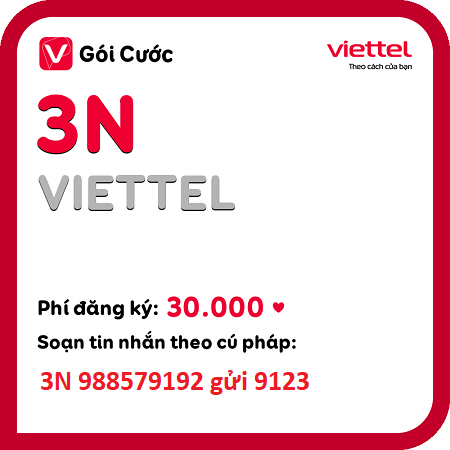 Gói Cước
viettel
Theo cách của bạn
3N
VIETTEL
Phí đăng ký: 30.000 ♥
Soạn tin nhắn theo cú pháp:
3N 988579192 gửi 9123